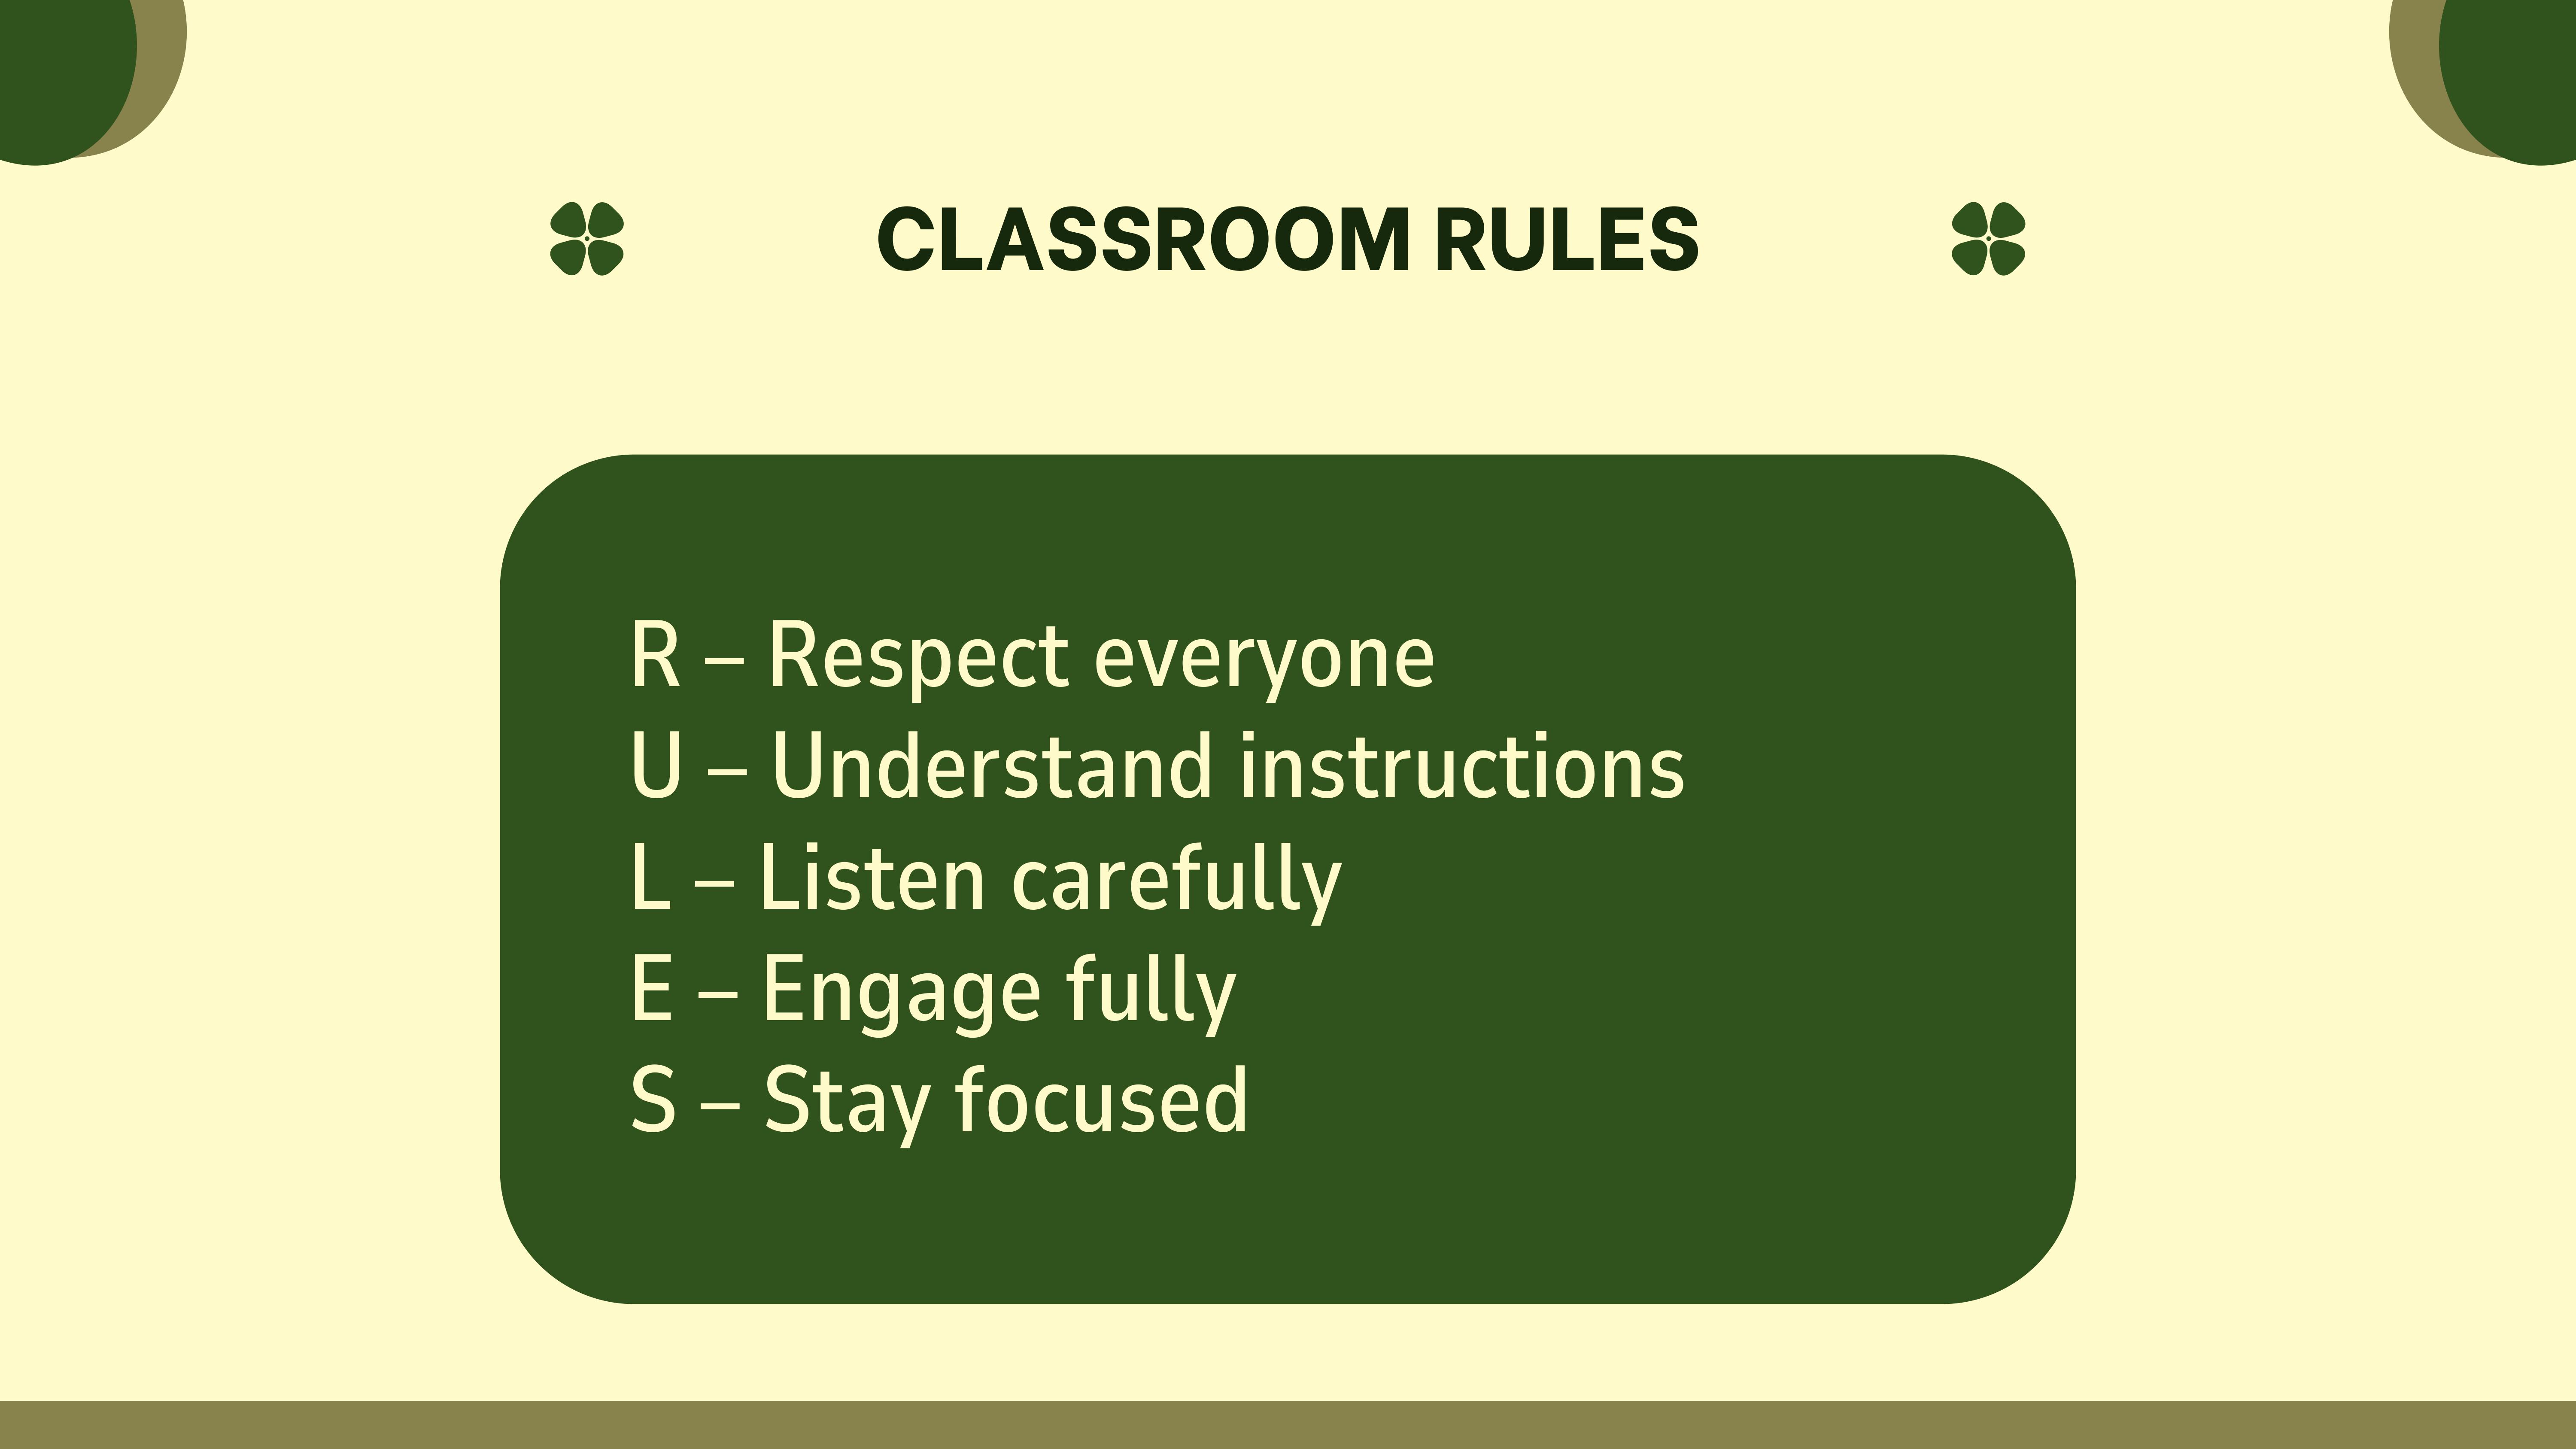 CLASSROOM RULES
R – Respect everyone
U – Understand instructions
L – Listen carefully
E – Engage fully
S – Stay focused